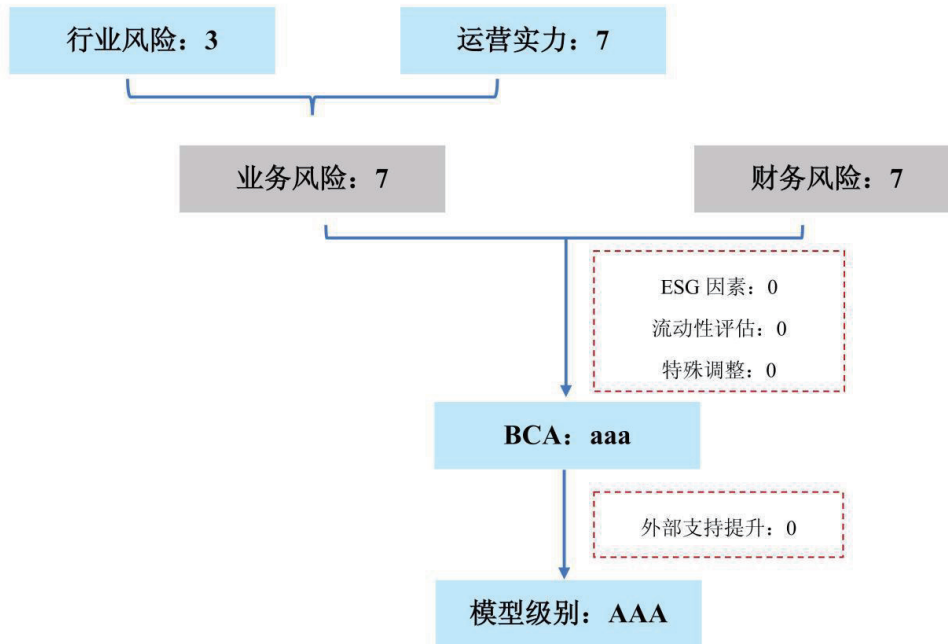 行业风险：3
运营实力：7
业务风险：7
财务风险：7
ESG 因素：0
流动性评估：0
特殊调整：0
BCA：aaa
外部支持提升：0
模型级别：AAA